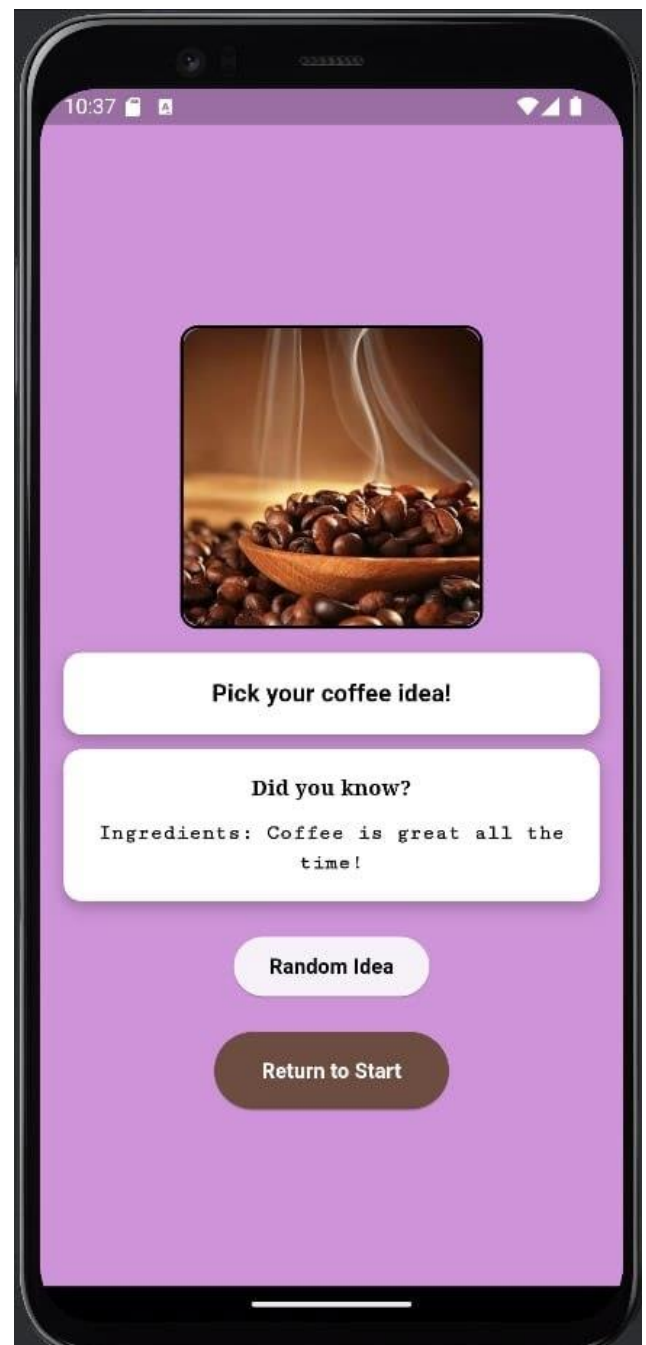 10:37
Pick your coffee idea!
Did you know?
Ingredients: Coffee is great all the
time!
Random Idea
Return to Start